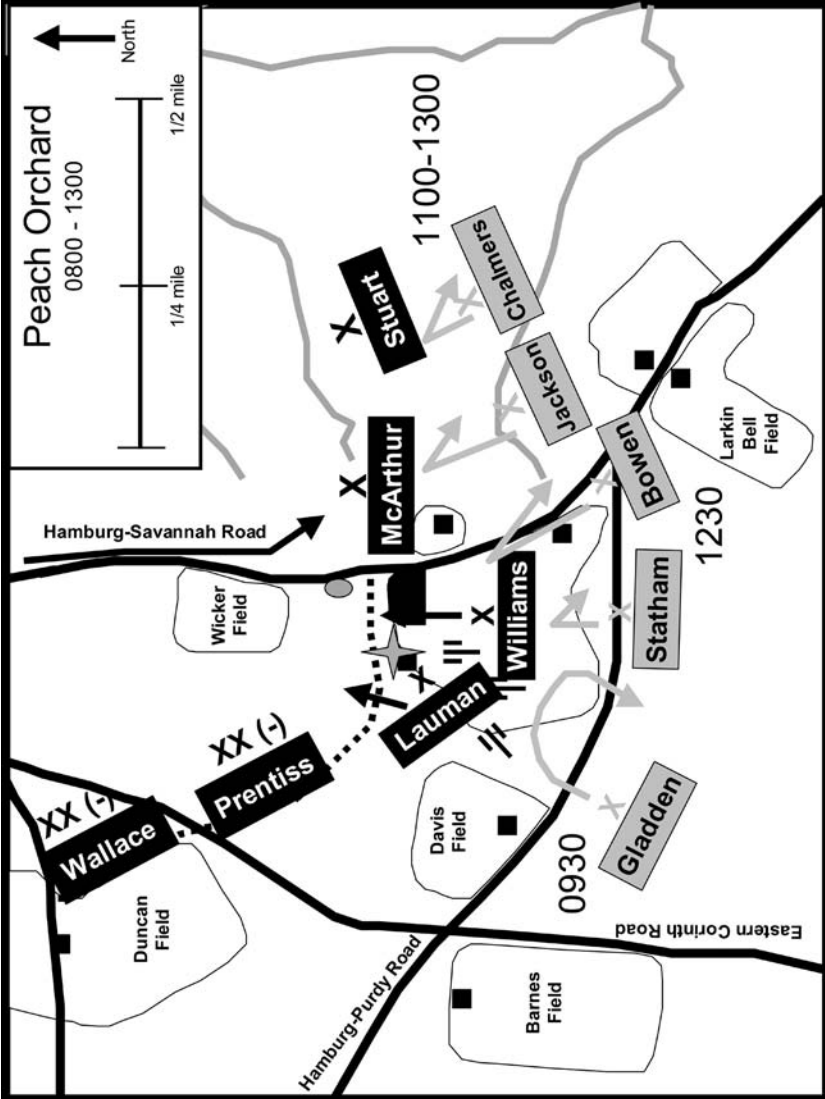 Peach Orchard
0800 - 1300
North
1/4 mile
1/2 mile
1100-1300
Stuart
X
Chalmers
X
Jackson
X
McArthur
X
Hamburg-Savannah Road
Wicker
Field
Bowen
X
Larkin
Bell
Field
1230
Williams
X
Statham
X
Lauman
X
XX (-)
Prentiss
XX (-)
Wallace
Duncan
Field
Davis
Field
Gladden
X
0930
Hamburg-Purdy Road
Eastern Corinth Road
Barnes
Field